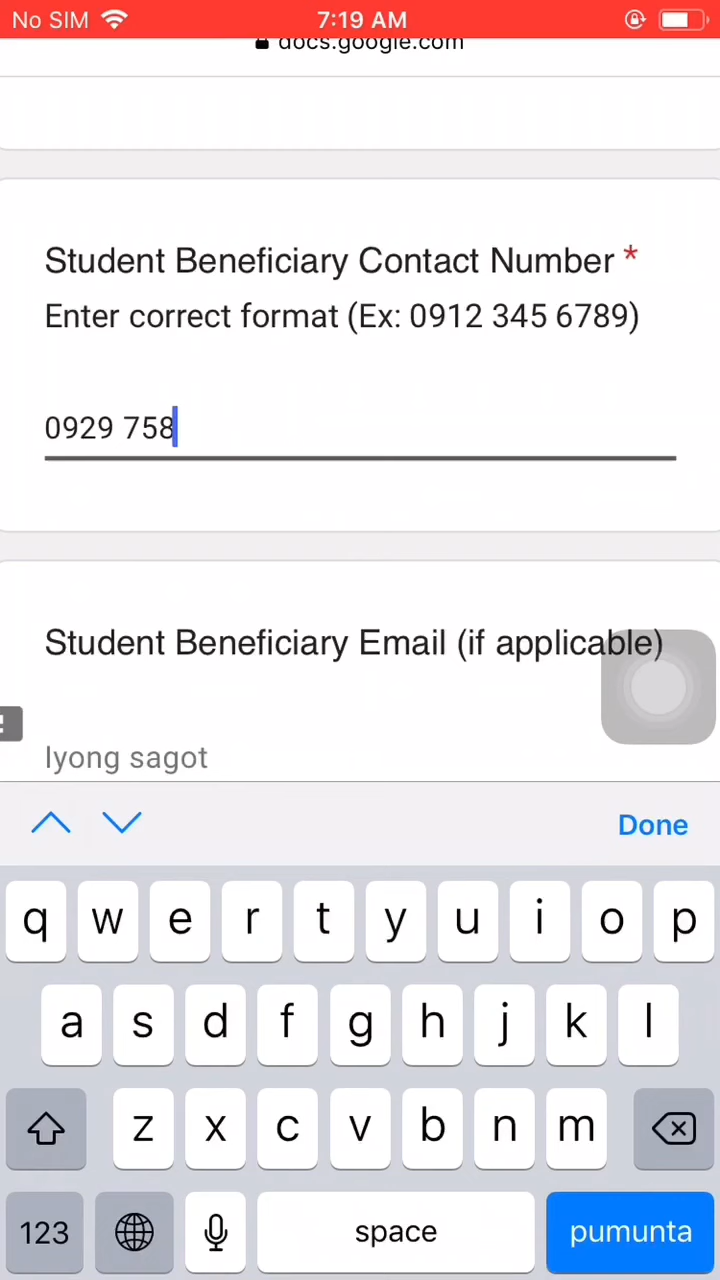 No SIM 7:19 AM
docs.google.com
Student Beneficiary Contact Number *
Enter correct format (Ex: 0912 345 6789)
0929 758
Student Beneficiary Email (if applicable)
Iyong sagot
Done
q w e r t y u i o p
a s d f g h j k l
z x c v b n m
123 space pumunta